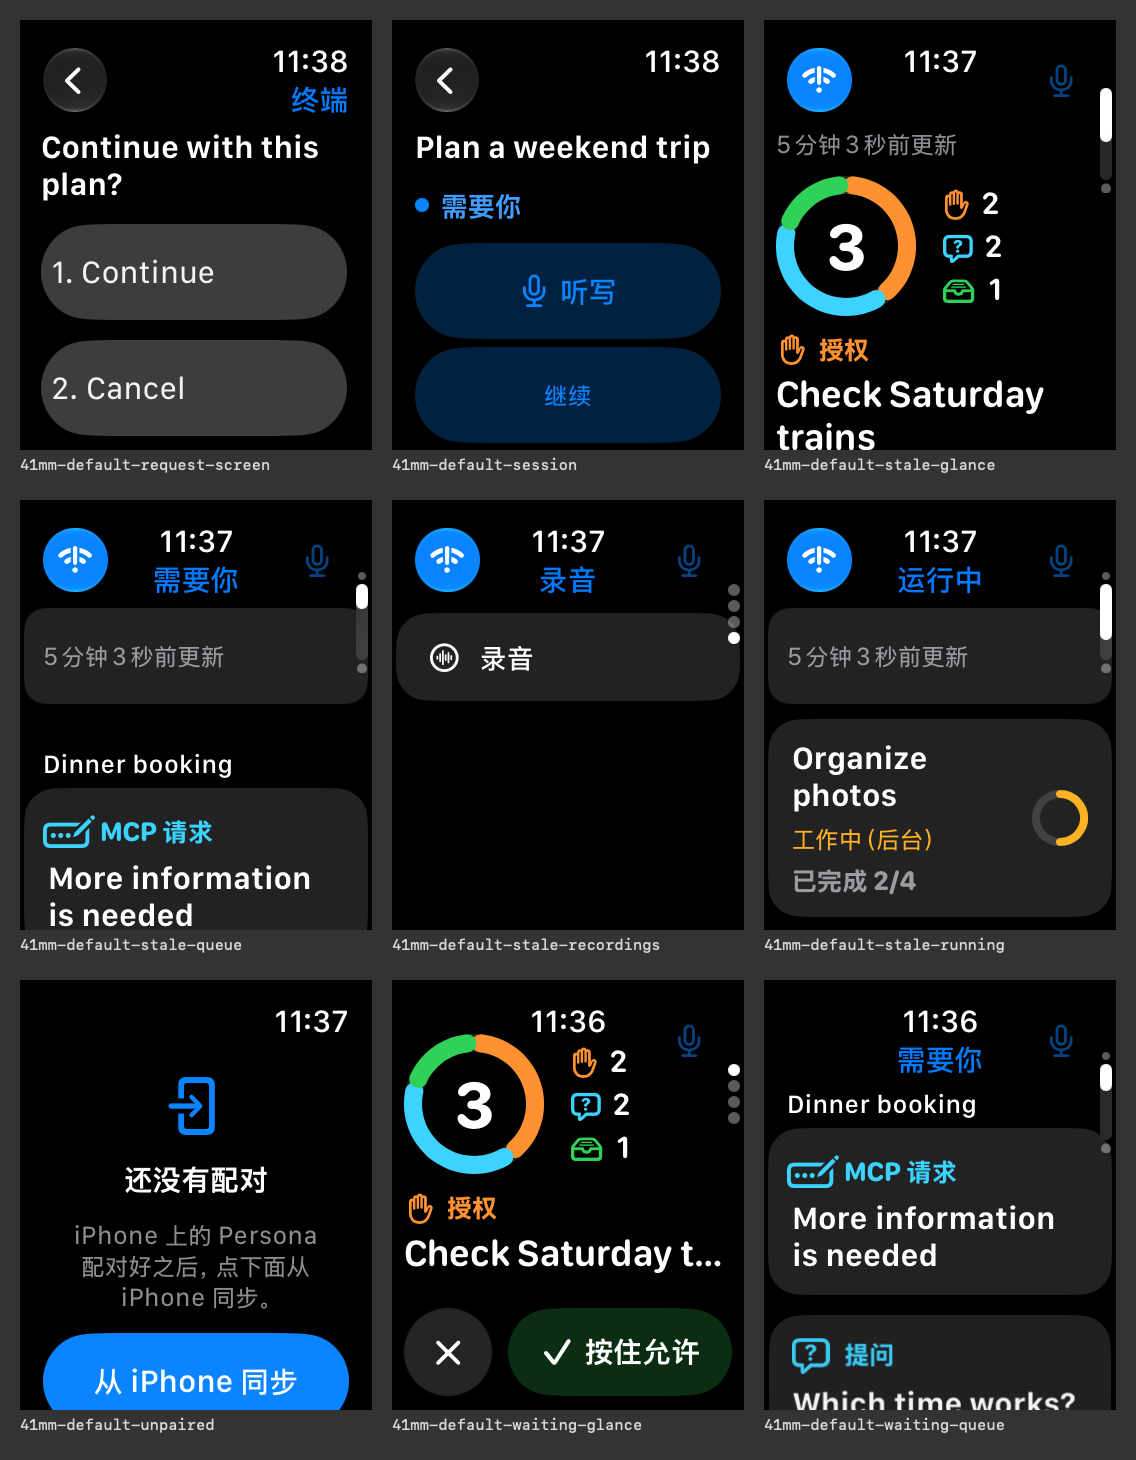 11:38
终端
Continue with this
plan?
1. Continue
2. Cancel
41mm-default-request-screen
11:38
Plan a weekend trip
需要你
听写
继续
41mm-default-session
11:37
5分钟3秒前更新
3
2
2
1
授权
Check Saturday
trains
41mm-default-stale-glance
11:37
需要你
5分钟3秒前更新
Dinner booking
MCP 请求
More information
is needed
41mm-default-stale-queue
11:37
录音
录音
41mm-default-stale-recordings
11:37
运行中
5分钟3秒前更新
Organize
photos
工作中 (后台)
已完成 2/4
41mm-default-stale-running
11:37
还没有配对
iPhone 上的 Persona
配对好之后, 点下面从
iPhone 同步。
从 iPhone 同步
41mm-default-unpaired
11:36
3
2
2
1
授权
Check Saturday t...
按住允许
41mm-default-waiting-glance
11:36
需要你
Dinner booking
MCP 请求
More information
is needed
提问
Which time works?
41mm-default-waiting-queue